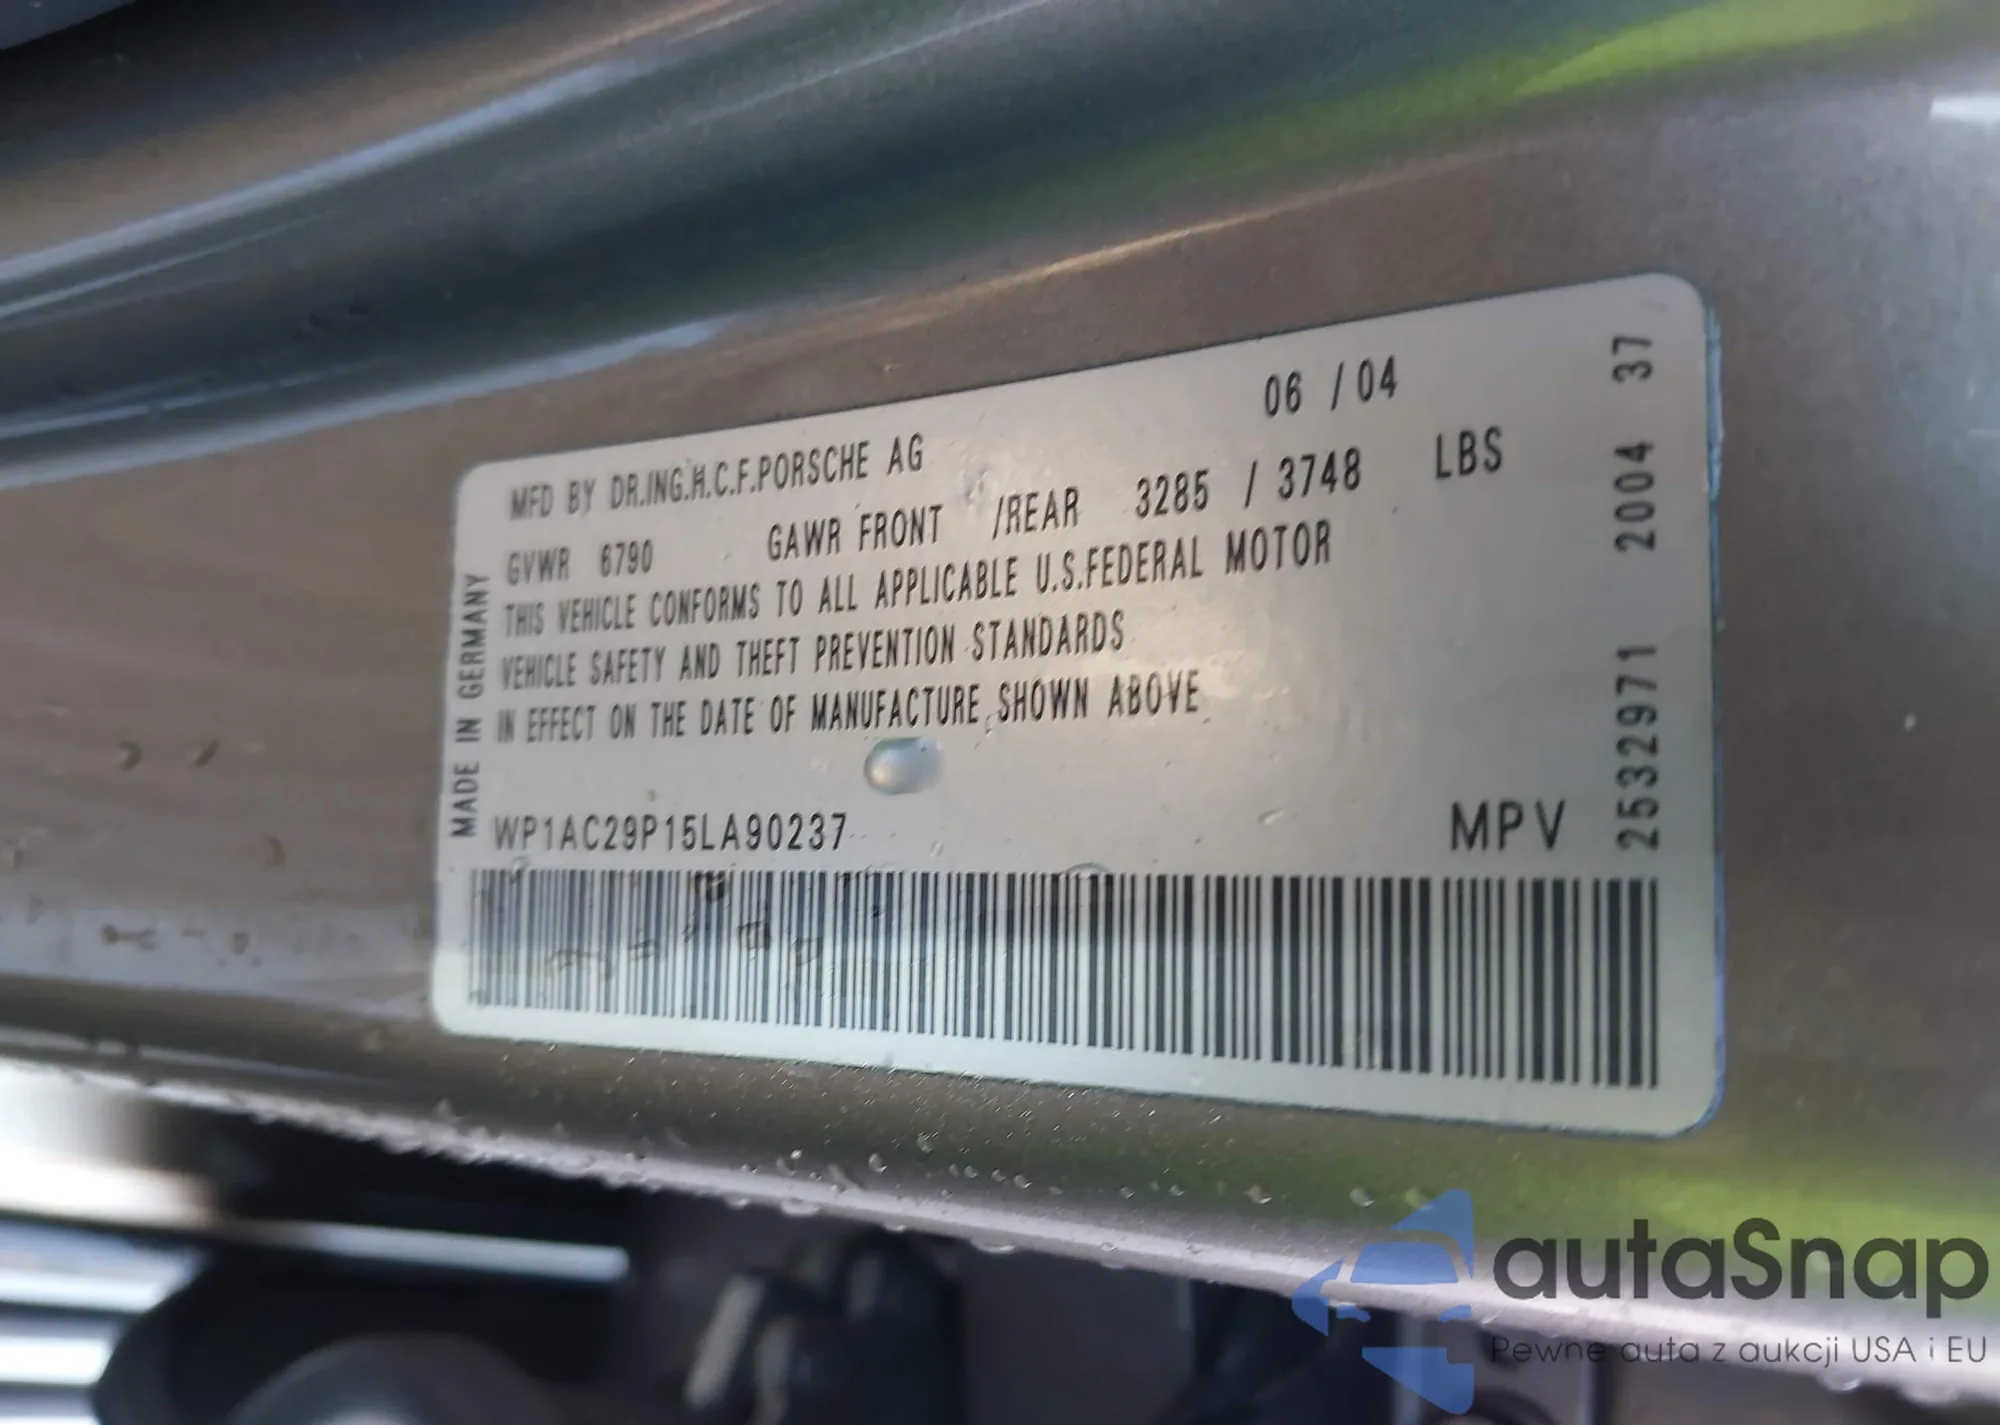 MFD BY DR.ING.H.C.F.PORSCHE AG 06 / 04
GVWR 6790 GAWR FRONT /REAR 3285 / 3748 LBS
THIS VEHICLE CONFORMS TO ALL APPLICABLE U.S.FEDERAL MOTOR
VEHICLE SAFETY AND THEFT PREVENTION STANDARDS
IN EFFECT ON THE DATE OF MANUFACTURE SHOWN ABOVE
WP1AC29P15LA90237 MPV
MADE IN GERMANY
25532971 2004 37
autaSnap
Pewne auta z aukcji USA i EU